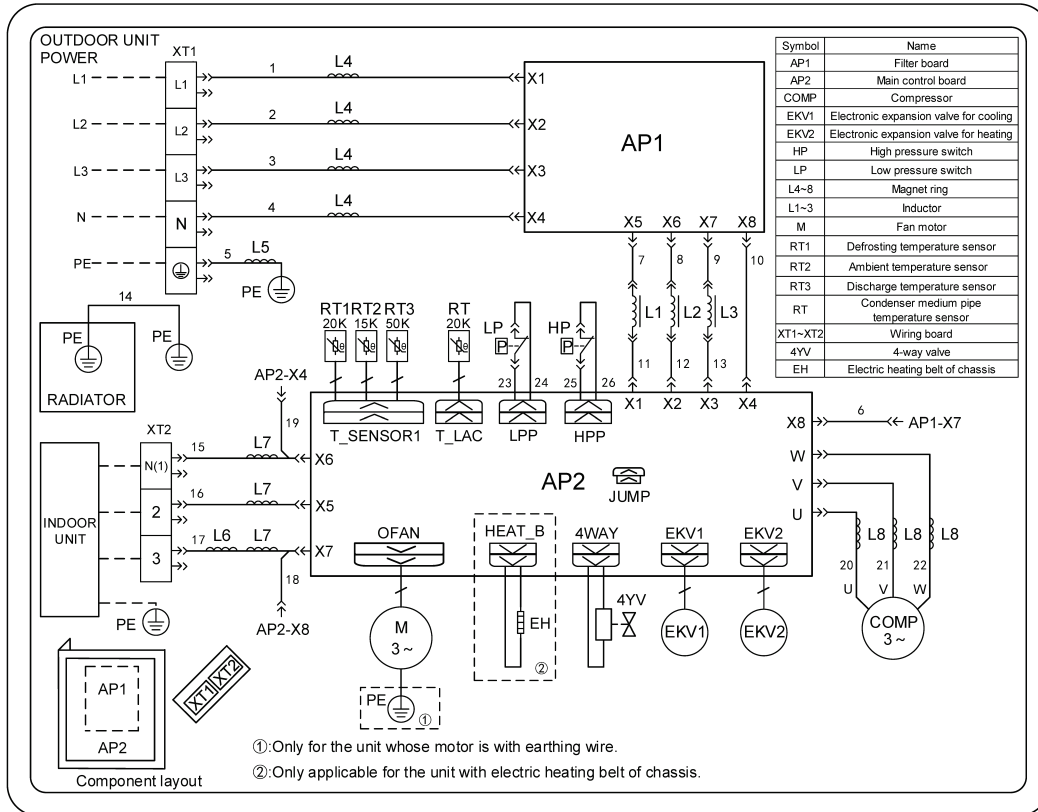 OUTDOOR UNIT
POWER
XT1
L1
L1
1
L4
X1
L2
L2
2
L4
X2
L3
L3
3
L4
X3
N
N
4
L4
X4
PE
5
L5
PE
AP1
X5 X6 X7 X8
7 8 9 10
L1 L2 L3
11 12 13
14
PE PE
RADIATOR
RT1 RT2 RT3 RT
20K 15K 50K 20K
θ θ θ θ
LP HP
P P
23 24 25 26
T_SENSOR1 T_LAC LPP HPP
X1 X2 X3 X4
AP2-X4
19
XT2
15
L7
X6
N(1)
16
L7
X5
2
17
L6
L7
X7
3
18
AP2-X8
INDOOR
UNIT
PE
AP2
JUMP
X8
6
AP1-X7
W
V
U
L8 L8 L8
20 21 22
U V W
COMP
3~
OFAN HEAT_B 4WAY EKV1 EKV2
M
3~
PE
①
EH
②
4YV
EKV1 EKV2
AP1
AP2
XT1 XT2
Component layout
①:Only for the unit whose motor is with earthing wire.
②:Only applicable for the unit with electric heating belt of chassis.
Symbol Name
AP1 Filter board
AP2 Main control board
COMP Compressor
EKV1 Electronic expansion valve for cooling
EKV2 Electronic expansion valve for heating
HP High pressure switch
LP Low pressure switch
L4~8 Magnet ring
L1~3 Inductor
M Fan motor
RT1 Defrosting temperature sensor
RT2 Ambient temperature sensor
RT3 Discharge temperature sensor
RT Condenser medium pipe
temperature sensor
XT1~XT2 Wiring board
4YV 4-way valve
EH Electric heating belt of chassis